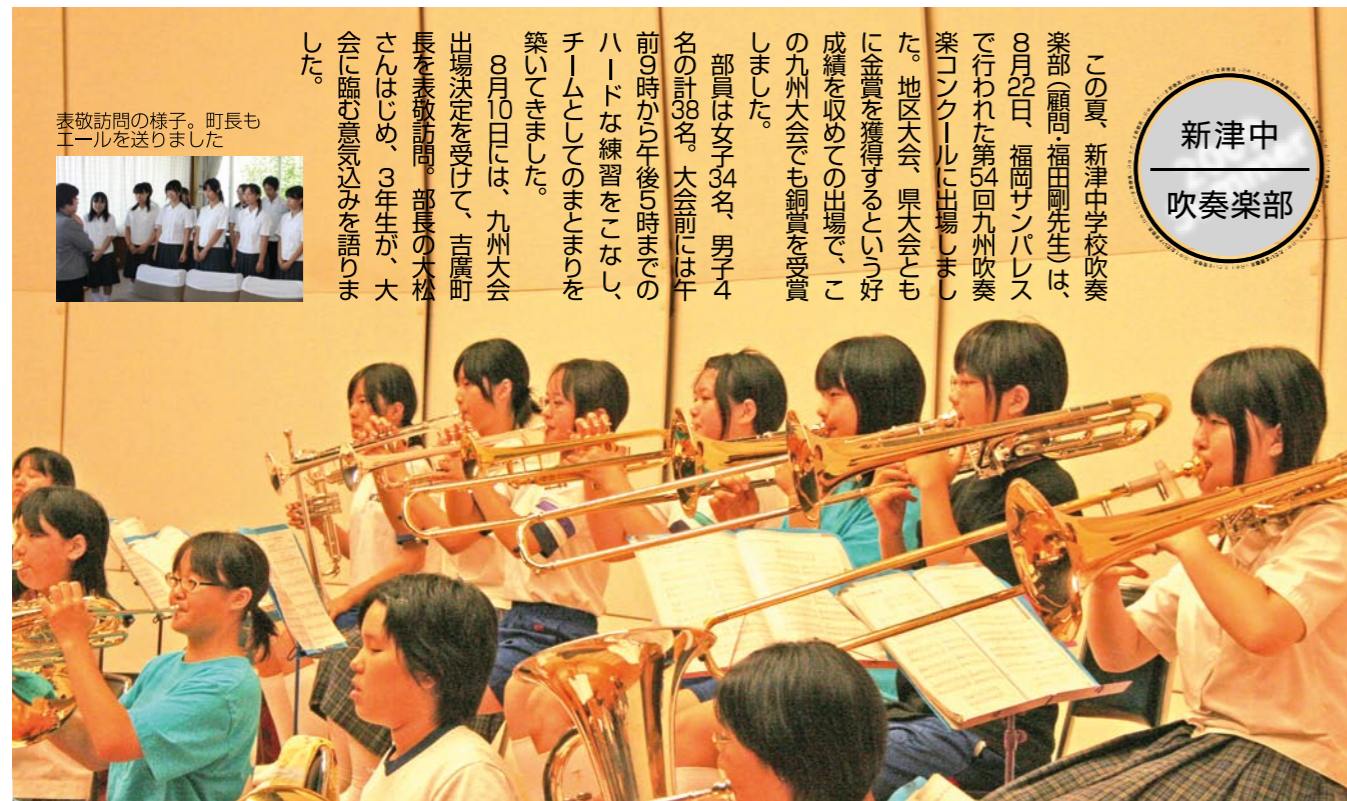 新津中
吹奏楽部
　この夏、新津中学校吹奏
楽部（顧問・福田剛先生）は、
８月22日、福岡サンパレス
で行われた第54回九州吹奏
楽コンクールに出場しまし
た。地区大会、県大会とも
に金賞を獲得するという好
成績を収めての出場で、こ
の九州大会でも銅賞を受賞
しました。
　部員は女子34名、男子４
名の計38名。大会前には午
前９時から午後５時までの
ハードな練習をこなし、
チームとしてのまとまりを
築いてきました。
　８月10日には、九州大会
出場決定を受けて、吉廣町
長を表敬訪問。部長の大松
さんはじめ、３年生が、大
会に臨む意気込みを語りま
した。
表敬訪問の様子。町長も
エールを送りました